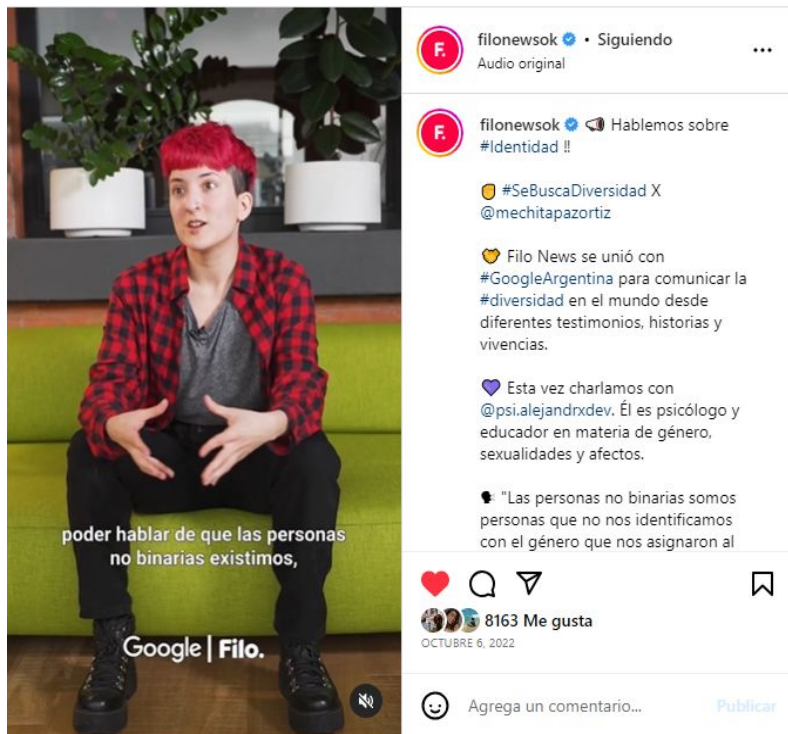 filonewsok • Siguiendo
Audio original
filonewsok Hablemos sobre
#Identidad ‼
#SeBuscaDiversidad X
@mechitapazortiz
Filo News se unió con
#GoogleArgentina para comunicar la
#diversidad en el mundo desde
diferentes testimonios, historias y
vivencias.
Esta vez charlamos con
@psi.alejandrxdev. Él es psicólogo y
educador en materia de género,
sexualidades y afectos.
"Las personas no binarias somos
personas que no nos identificamos
con el género que nos asignaron al
poder hablar de que las personas
no binarias existimos,
Google | Filo.
8163 Me gusta
OCTUBRE 6, 2022
Agrega un comentario...
Publicar
F.
F.